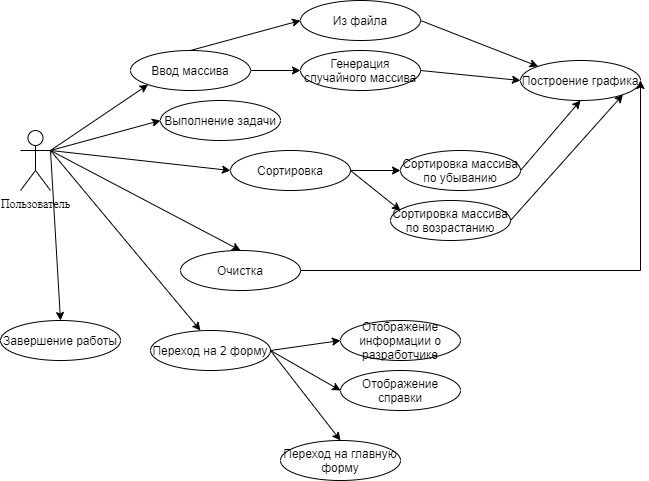 Из файла
Ввод массива
Генерация
случайного массива
Построение графика
Выполнение задачи
Пользователь
Сортировка
Сортировка массива
по убыванию
Сортировка массива
по возрастанию
Очистка
Завершение работы
Переход на 2 форму
Отображение
информации о
разработчике
Отображение
справки
Переход на главную
форму